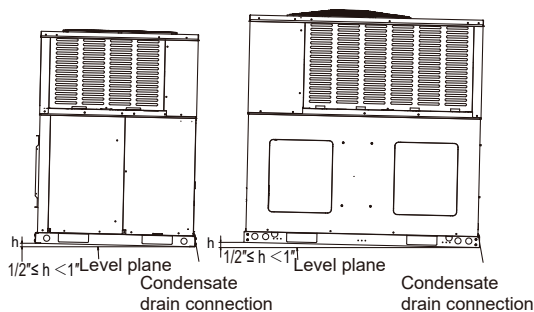 h
1/2"≤ h <1"
Level plane
Condensate
drain connection
h
1/2"≤ h <1"
Level plane
Condensate
drain connection